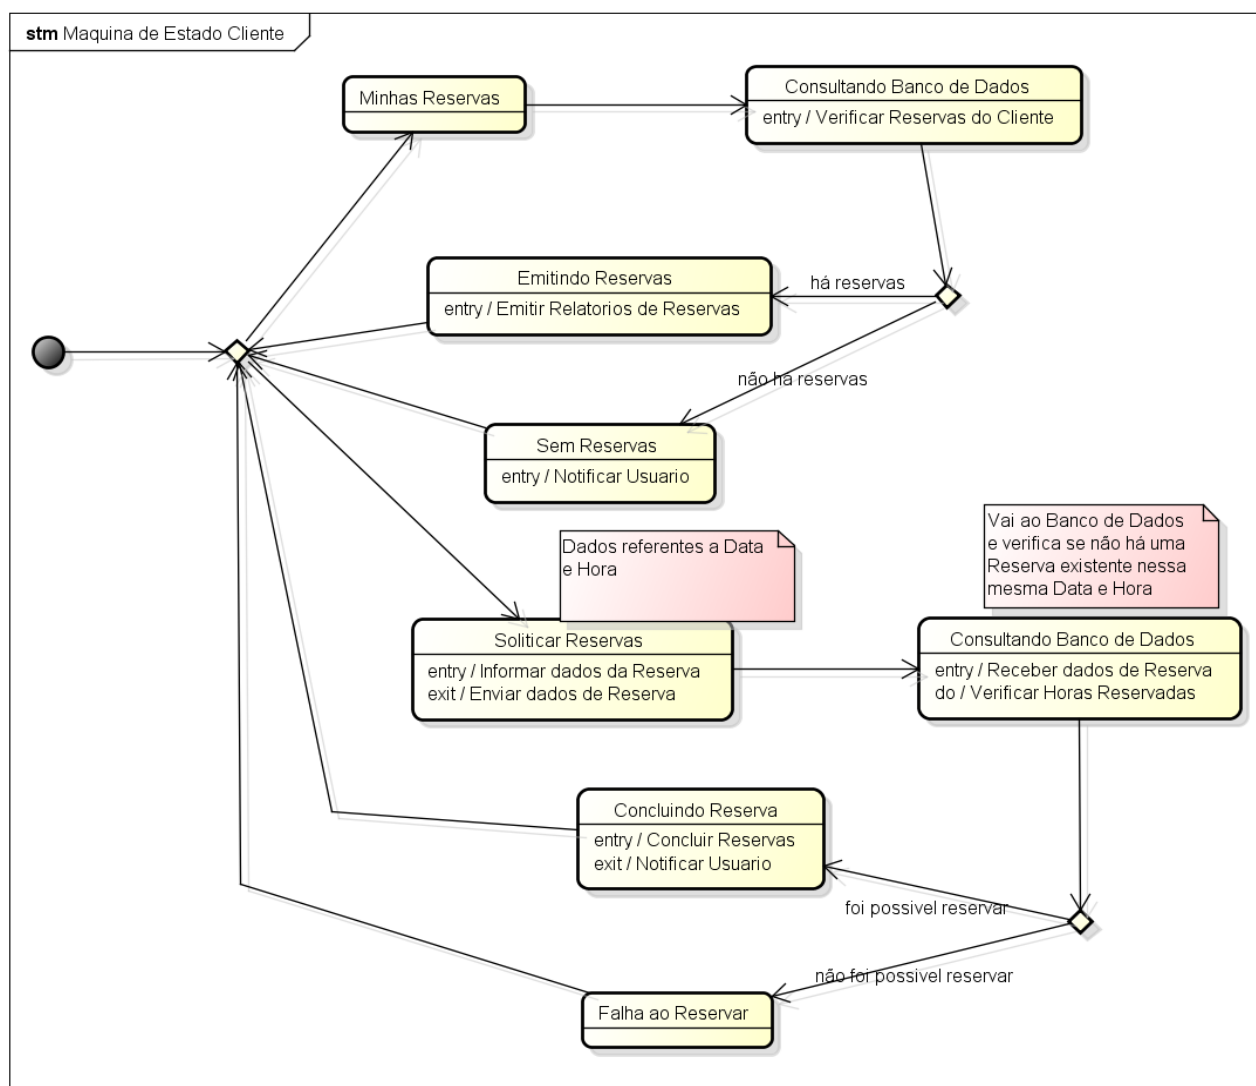 stm Maquina de Estado Cliente
Minhas Reservas
Consultando Banco de Dados
entry / Verificar Reservas do Cliente
Emitindo Reservas
entry / Emitir Relatorios de Reservas
há reservas
não ha reservas
Sem Reservas
entry / Notificar Usuario
Dados referentes a Data
e Hora
Vai ao Banco de Dados
e verifica se não há uma
Reserva existente nessa
mesma Data e Hora
Soliticar Reservas
entry / Informar dados da Reserva
exit / Enviar dados de Reserva
Consultando Banco de Dados
entry / Receber dados de Reserva
do / Verificar Horas Reservadas
Concluindo Reserva
entry / Concluir Reservas
exit / Notificar Usuario
foi possivel reservar
não foi possivel reservar
Falha ao Reservar